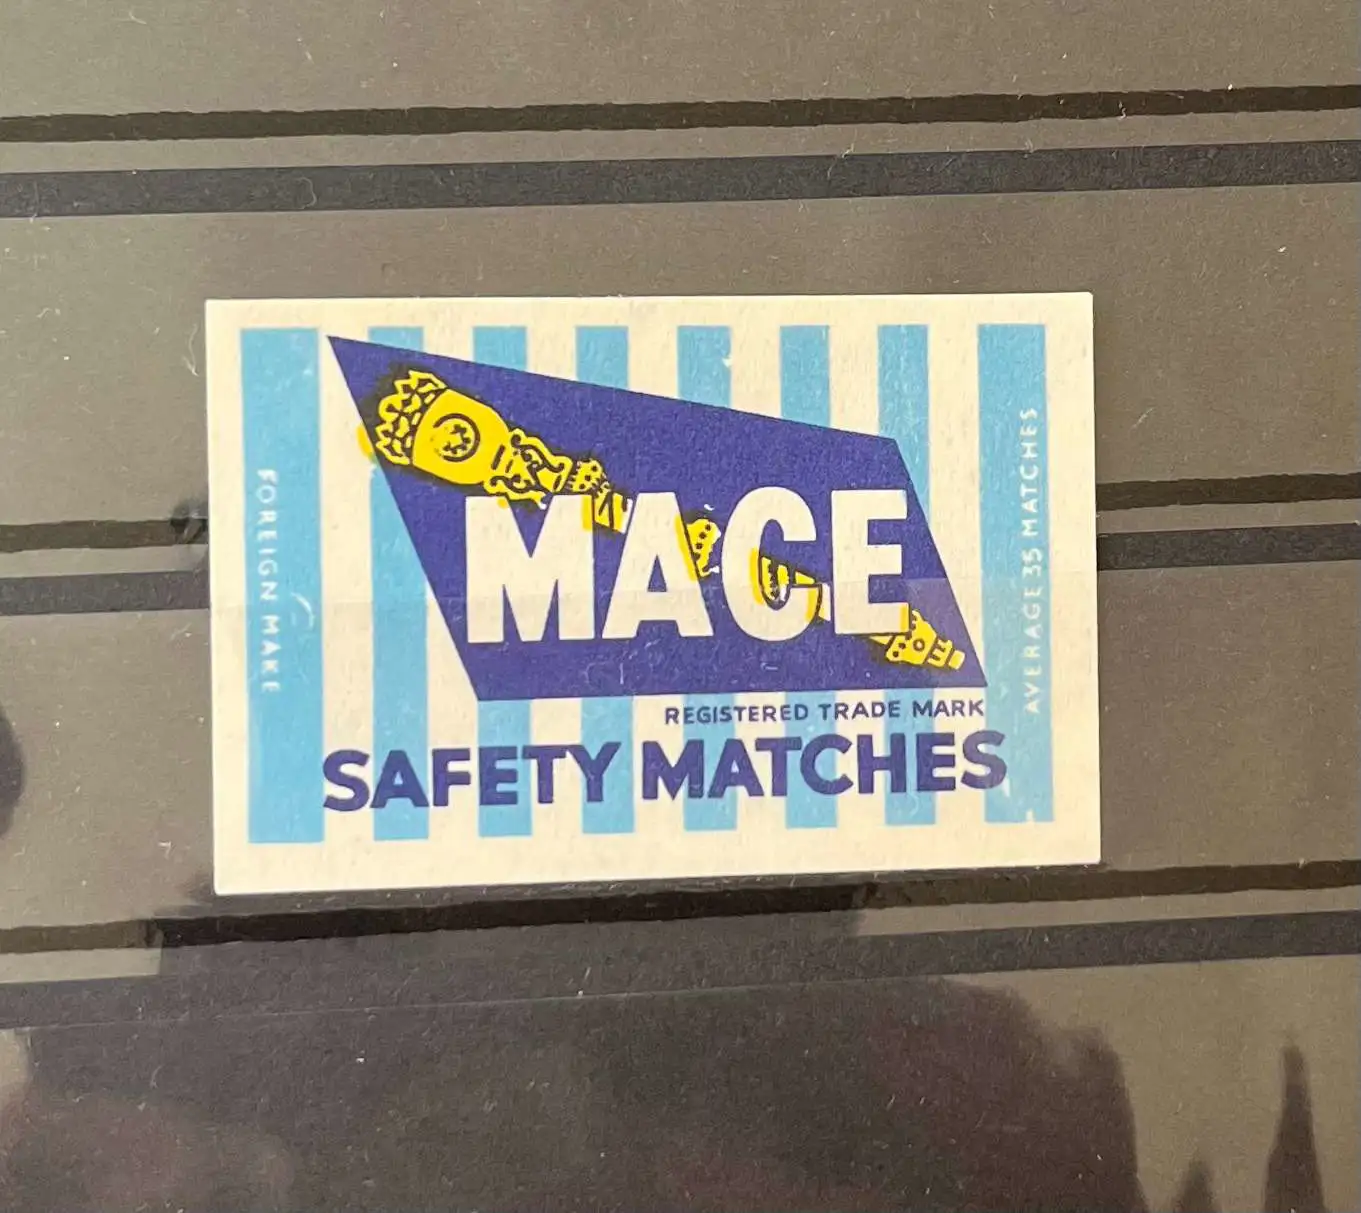 FOREIGN MAKE
MACE
REGISTERED TRADE MARK
SAFETY MATCHES
AVERAGE 35 MATCHES